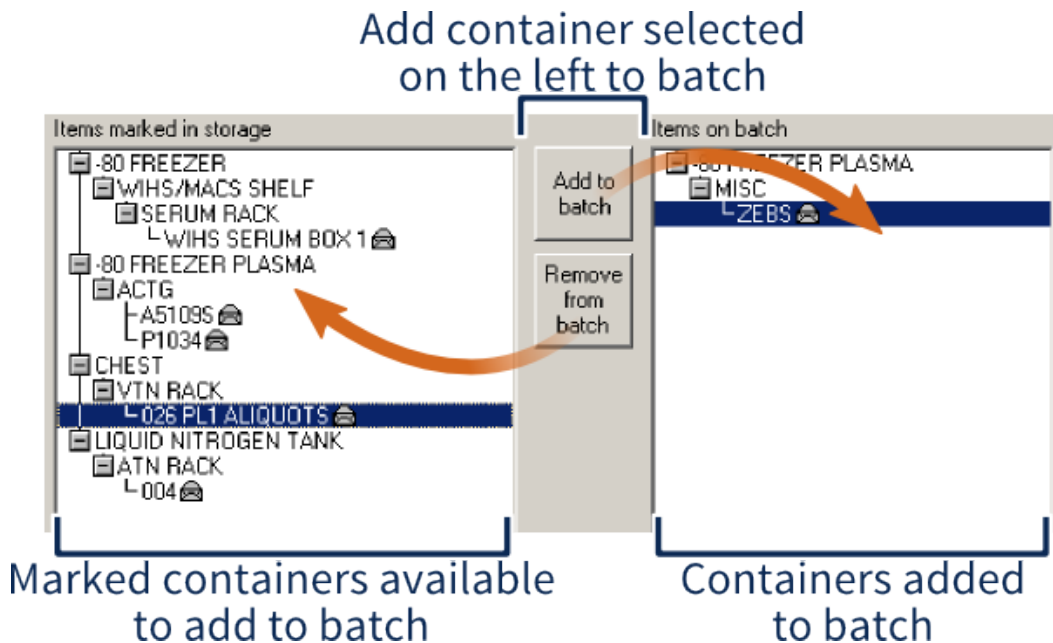 Add container selected
on the left to batch
Items marked in storage
-80 FREEZER
WIHS/MACS SHELF
SERUM RACK
WIHS SERUM BOX 1
-80 FREEZER PLASMA
ACTG
A5109S
P1034
CHEST
VTN RACK
026 PL1 ALIQUOTS
LIQUID NITROGEN TANK
ATN RACK
004
Add to
batch
Remove
from
batch
Items on batch
-80 FREEZER PLASMA
MISC
ZEBS
Marked containers available
to add to batch
Containers added
to batch